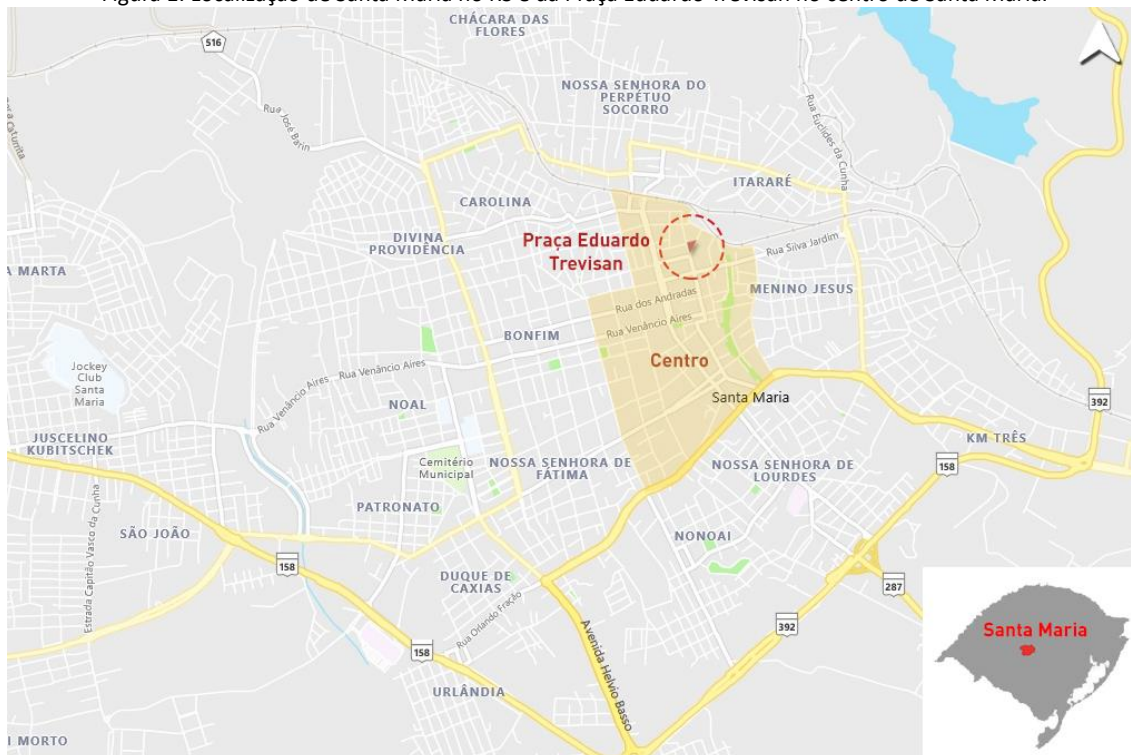 CHÁCARA DAS
FLORES
516
NOSSA SENHORA DO
PERPÉTUO
SOCORRO
Rua José Barin
Rua Euclides da Cunha
ITARARÉ
CAROLINA
DIVINA
PROVIDÊNCIA
Praça Eduardo
Trevisan
Rua Silva Jardim
A MARTA
MENINO JESUS
Rua dos Andradas
BONFIM
Rua Venâncio Aires
Jockey
Club
Santa
Maria
Rua Venâncio Aires
Centro
Rua Venâncio Aires
NOAL
Santa Maria
392
JUSCELINO
KUBITSCHEK
KM TRÊS
Cemitério
Municipal
NOSSA SENHORA DE
FÁTIMA
NOSSA SENHORA DE
LOURDES
158
PATRONATO
SÃO JOÃO
Estrada Capitão Vasco da Cunha
NONOAI
158
DUQUE DE
CAXIAS
287
Rua Orlando Fração
Avenida Helvio Basso
392
158
Santa Maria
URLÂNDIA
I MORTO